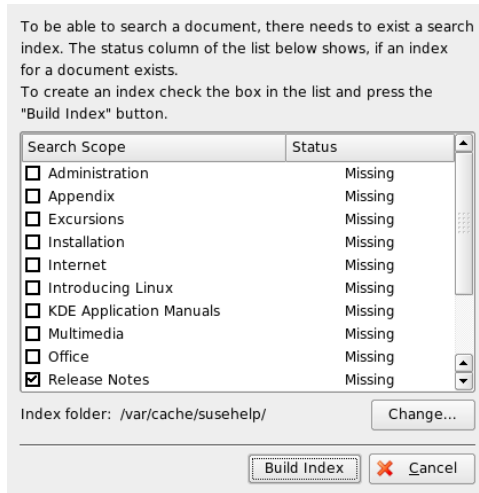 To be able to search a document, there needs to exist a search
index. The status column of the list below shows, if an index
for a document exists.
To create an index check the box in the list and press the
"Build Index" button.
Search Scope Status
Administration Missing
Appendix Missing
Excursions Missing
Installation Missing
Internet Missing
Introducing Linux Missing
KDE Application Manuals Missing
Multimedia Missing
Office Missing
Release Notes Missing
Index folder: /var/cache/susehelp/ Change...
Build Index Cancel